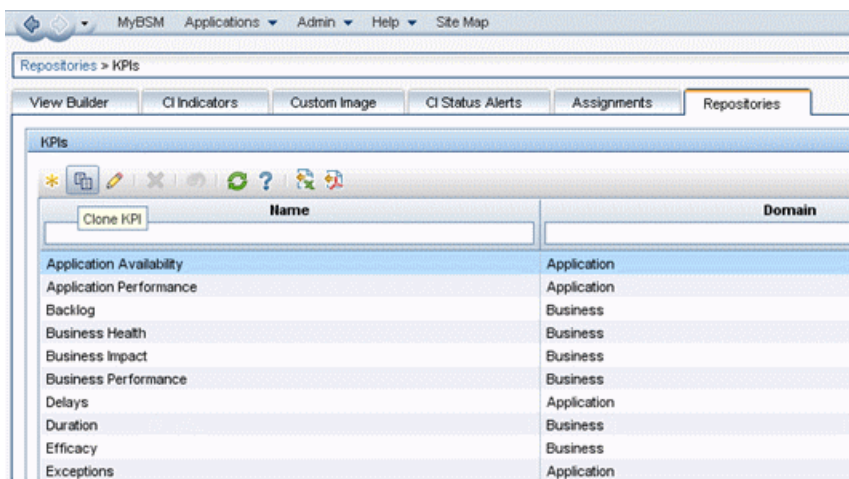 MyBSM Applications Admin Help Site Map
Repositories » KPIs
View Builder CI Indicators Custom Image CI Status Alerts Assignments Repositories
KPIs
Clone KPI
Name Domain
Application Availability Application
Application Performance Application
Backlog Business
Business Health Business
Business Impact Business
Business Performance Business
Delays Application
Duration Business
Efficacy Business
Exceptions Application